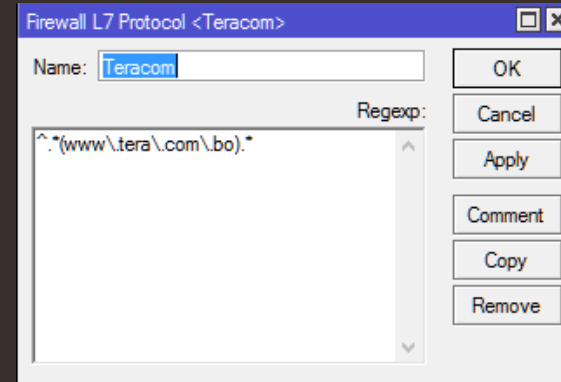 Firewall L7 Protocol <Teracom>
Name: Teracom
OK
Regexp:
Cancel
^.*(www\.tera\.com\.bo).*
Apply
Comment
Copy
Remove